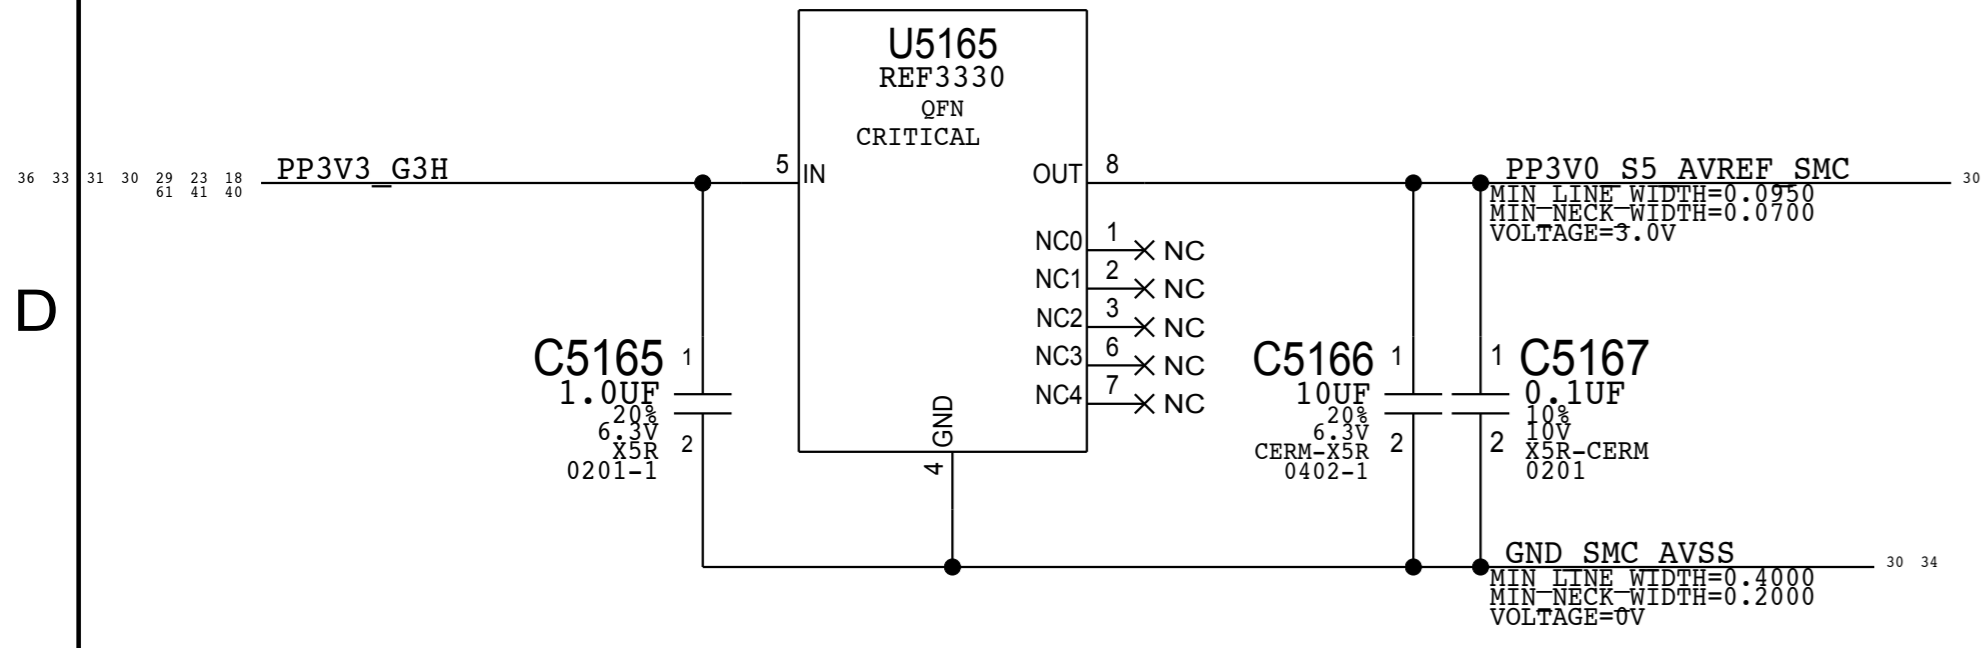 U5165
REF3330
QFN
CRITICAL
36 33 31 30 29 23 18
61 41 40
PP3V3_G3H
5
IN
OUT
8
PP3V0_S5_AVREF_SMC
30
MIN_LINE_WIDTH=0.0950
MIN_NECK_WIDTH=0.0700
VOLTAGE=3.0V
NC0
1
NC
NC1
2
NC
NC2
3
NC
NC3
6
NC
NC4
7
NC
D
C5165
1.0UF
20%
6.3V
X5R
0201-1
1
2
GND
4
C5166
10UF
20%
6.3V
CERM-X5R
0402-1
1
2
1
2
C5167
0.1UF
10%
10V
X5R-CERM
0201
GND_SMC_AVSS
30 34
MIN_LINE_WIDTH=0.4000
MIN_NECK_WIDTH=0.2000
VOLTAGE=0V